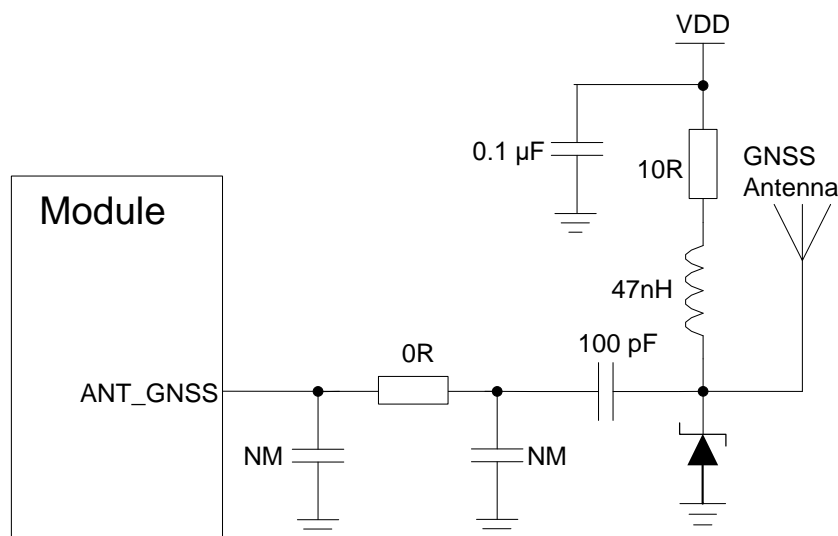 VDD
0.1 µF
10R
GNSS
Antenna
Module
47nH
100 pF
0R
ANT_GNSS
NM
NM